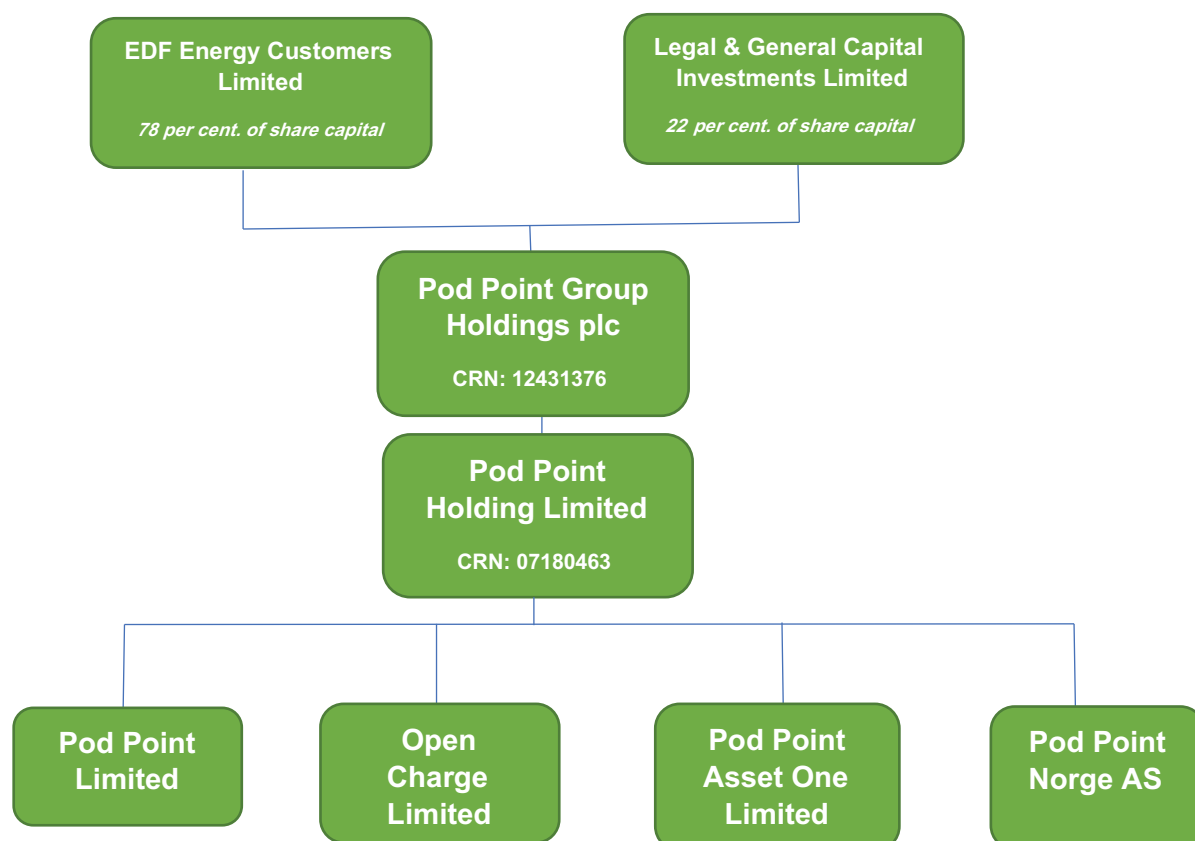 EDF Energy Customers
Limited
78 per cent. of share capital
Legal & General Capital
Investments Limited
22 per cent. of share capital
Pod Point Group
Holdings plc
CRN: 12431376
Pod Point
Holding Limited
CRN: 07180463
Pod Point
Limited
Open
Charge
Limited
Pod Point
Asset One
Limited
Pod Point
Norge AS